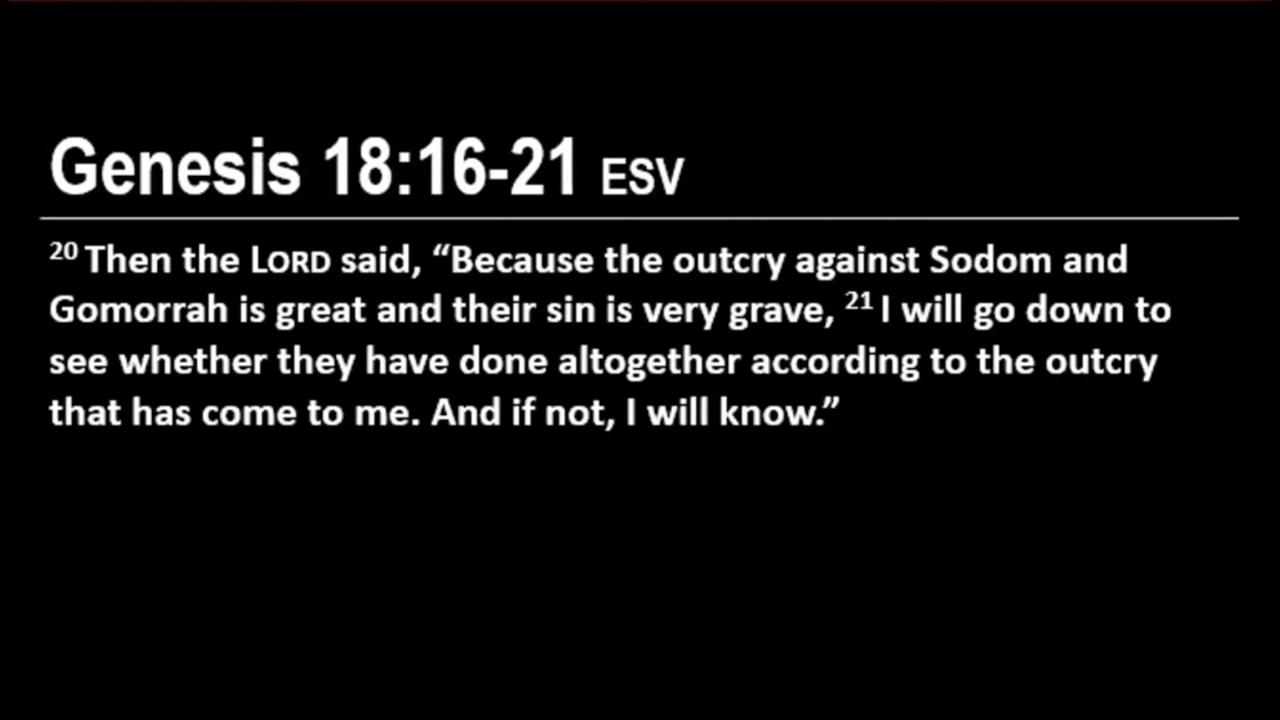 Genesis 18:16-21 ESV
20 Then the LORD said, “Because the outcry against Sodom and
Gomorrah is great and their sin is very grave, 21 I will go down to
see whether they have done altogether according to the outcry
that has come to me. And if not, I will know.”